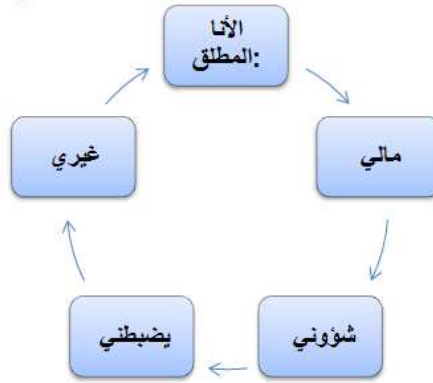 الأنا
المطلق:
مالي
شؤوني
يضبطني
غيري